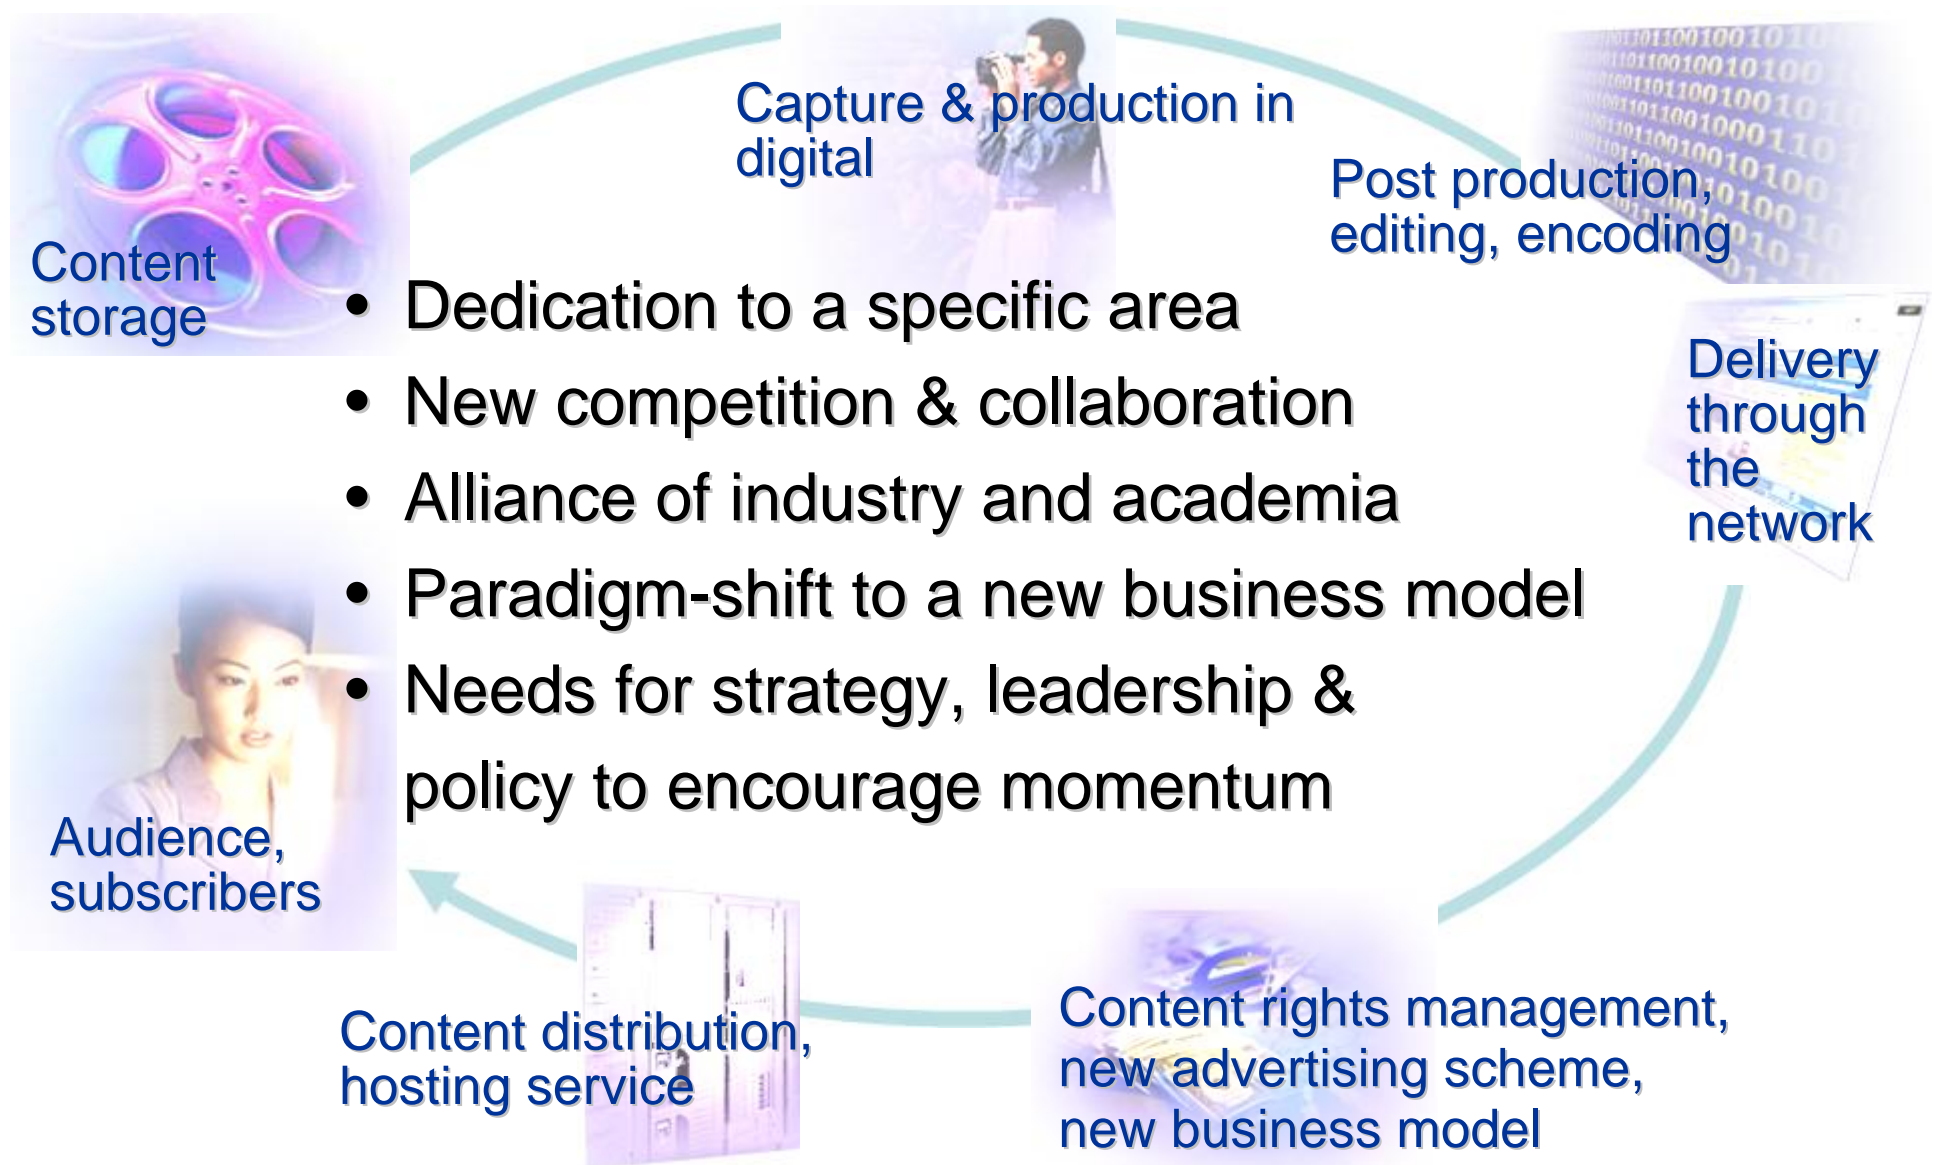 Capture & production in
digital
Post production,
editing, encoding
Content
storage
• Dedication to a specific area
• New competition & collaboration
• Alliance of industry and academia
• Paradigm-shift to a new business model
• Needs for strategy, leadership &
policy to encourage momentum
Delivery
through
the
network
Audience,
subscribers
Content distribution,
hosting service
Content rights management,
new advertising scheme,
new business model